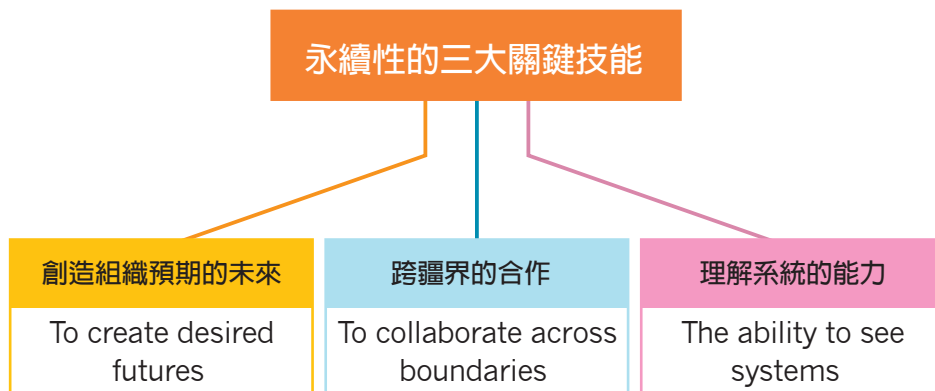 永續性的三大關鍵技能
創造組織預期的未來
To create desired
futures
跨疆界的合作
To collaborate across
boundaries
理解系統的能力
The ability to see
systems